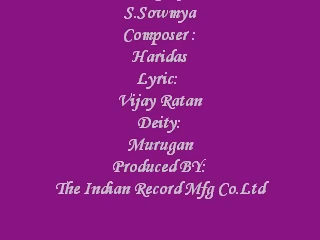 S.Sowmya
Composer :
Haridas
Lyric:
Vijay Ratan
Deity:
Murugan
Produced BY:
The Indian Record Mfg Co.Ltd